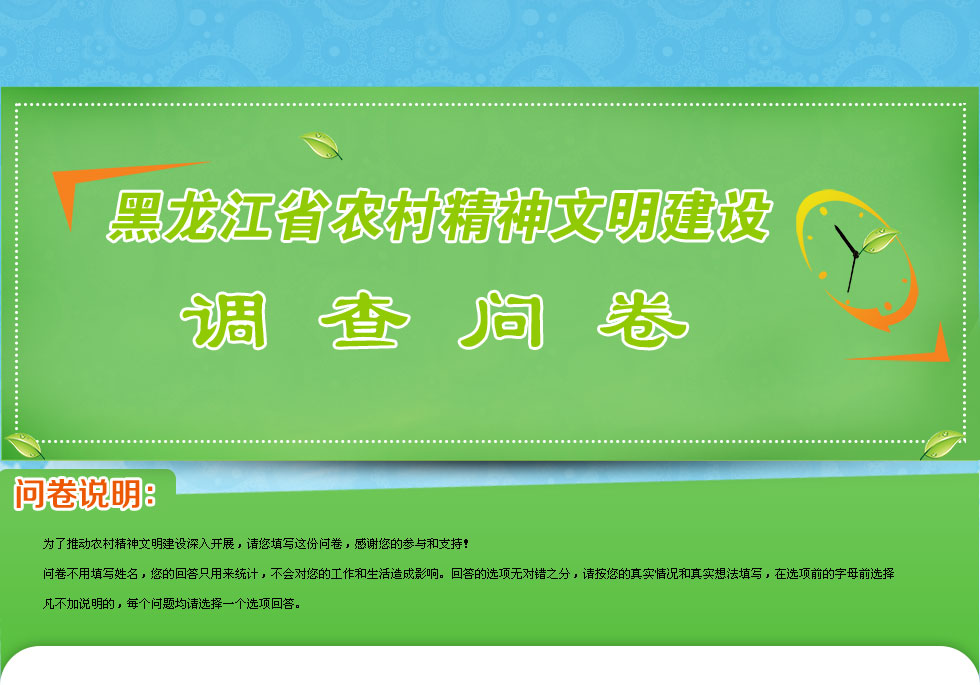 黑龙江省农村精神文明建设
调查问卷
问卷说明：
为了推动农村精神文明建设深入开展，请您填写这份问卷，感谢您的参与和支持！
问卷不用填写姓名，您的回答只用来统计，不会对您的工作和生活造成影响。回答的选项无对错之分，请按您的真实情况和真实想法填写，在选项前的字母前选择
凡不加说明的，每个问题均请选择一个选项回答。